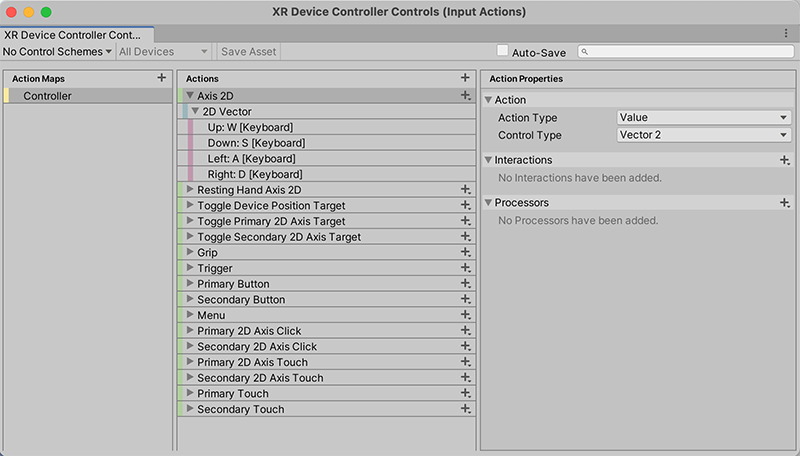 XR Device Controller Controls (Input Actions)
XR Device Controller Cont...
No Control Schemes All Devices Save Asset Auto-Save
Action Maps
Controller
Actions
Axis 2D
2D Vector
Up: W [Keyboard]
Down: S [Keyboard]
Left: A [Keyboard]
Right: D [Keyboard]
Resting Hand Axis 2D
Toggle Device Position Target
Toggle Primary 2D Axis Target
Toggle Secondary 2D Axis Target
Grip
Trigger
Primary Button
Secondary Button
Menu
Primary 2D Axis Click
Secondary 2D Axis Click
Primary 2D Axis Touch
Secondary 2D Axis Touch
Primary Touch
Secondary Touch
Action Properties
Action
Action Type Value
Control Type Vector 2
Interactions
No Interactions have been added.
Processors
No Processors have been added.